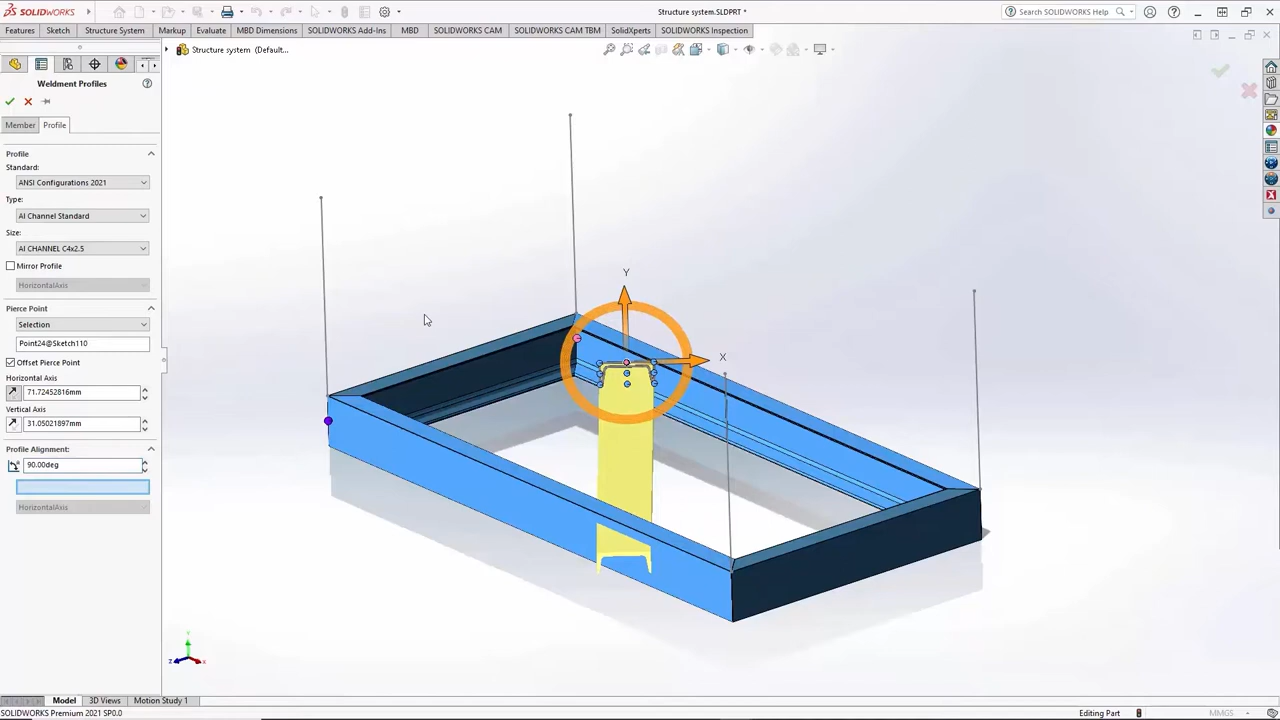 SOLIDWORKS
Structure system.SLDPRT *
Search SOLIDWORKS Help
Features Sketch Structure System Markup Evaluate MBD Dimensions SOLIDWORKS Add-Ins MBD SOLIDWORKS CAM SOLIDWORKS CAM TBM SolidXperts SOLIDWORKS Inspection
Structure system (Default...
Weldment Profiles
Member Profile
Profile
Standard:
ANSI Configurations 2021
Type:
AI Channel Standard
Size:
AI CHANNEL C4x2.5
Mirror Profile
HorizontalAxis
Pierce Point
Selection
Point24@Sketch110
Offset Pierce Point
Horizontal Axis
71.72452816mm
Vertical Axis
31.05021897mm
Profile Alignment:
90.00deg
HorizontalAxis
Y
X
Y
Z
X
Model 3D Views Motion Study 1
SOLIDWORKS Premium 2021 SP0.0
Editing Part
MMGS